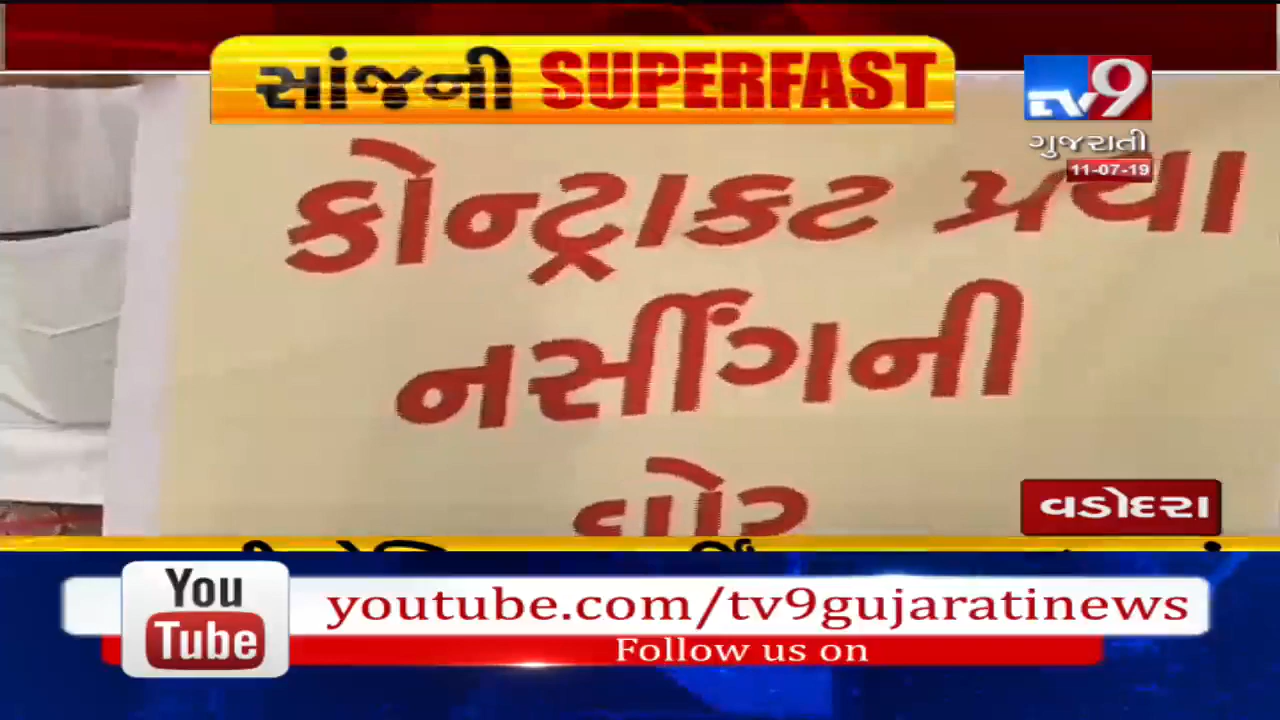 સાંજની SUPERFAST
tv9
ગુજરાતી
11-07-19
કોન્ટ્રાકટ પ્રથા
નર્સીંગની
વડોદરા
You
Tube
youtube.com/tv9gujaratinews
Follow us on